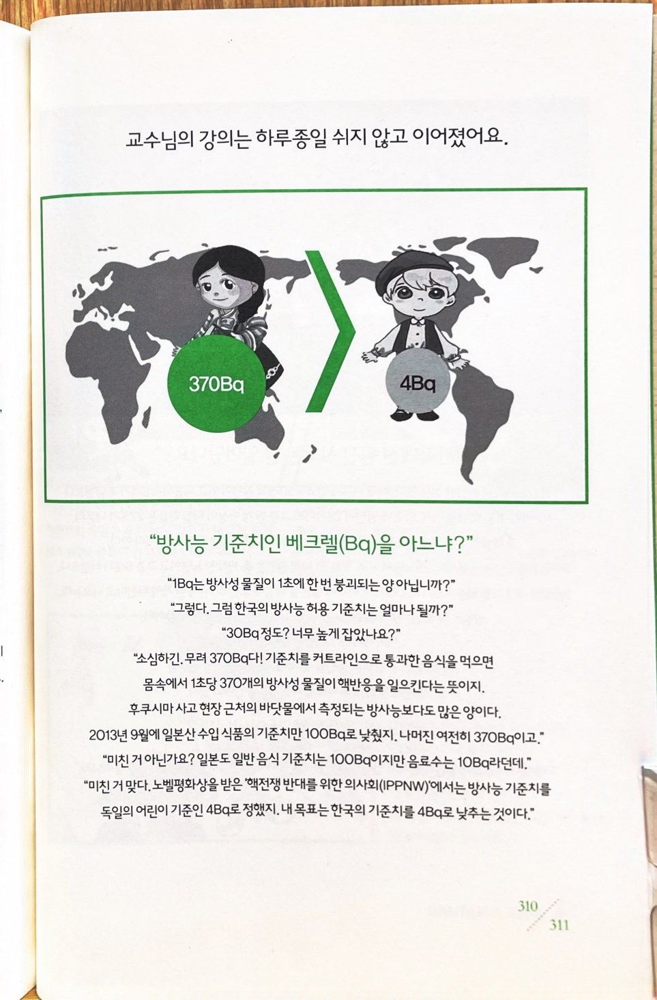 교수님의 강의는 하루종일 쉬지 않고 이어졌어요.
370Bq
4Bq
“방사능 기준치인 베크렐(Bq)을 아느냐?”
“1Bq는 방사성 물질이 1초에 한 번 붕괴되는 양 아닙니까?”
“그렇다. 그럼 한국의 방사능 허용 기준치는 얼마나 될까?”
“30Bq 정도? 너무 높게 잡았나요?”
“소심하긴. 무려 370Bq다! 기준치를 커트라인으로 통과한 음식을 먹으면
몸속에서 1초당 370개의 방사성 물질이 핵반응을 일으킨다는 뜻이지.
후쿠시마 사고 현장 근처의 바닷물에서 측정되는 방사능보다도 많은 양이다.
2013년 9월에 일본산 수입 식품의 기준치만 100Bq로 낮췄지. 나머진 여전히 370Bq이고.”
“미친 거 아닌가요? 일본도 일반 음식 기준치는 100Bq이지만 음료수는 10Bq라던데.”
“미친 거 맞다. 노벨평화상을 받은 ‘핵전쟁 반대를 위한 의사회(IPPNW)’에서는 방사능 기준치를
독일의 어린이 기준인 4Bq로 정했지. 내 목표는 한국의 기준치를 4Bq로 낮추는 것이다.”
310
311